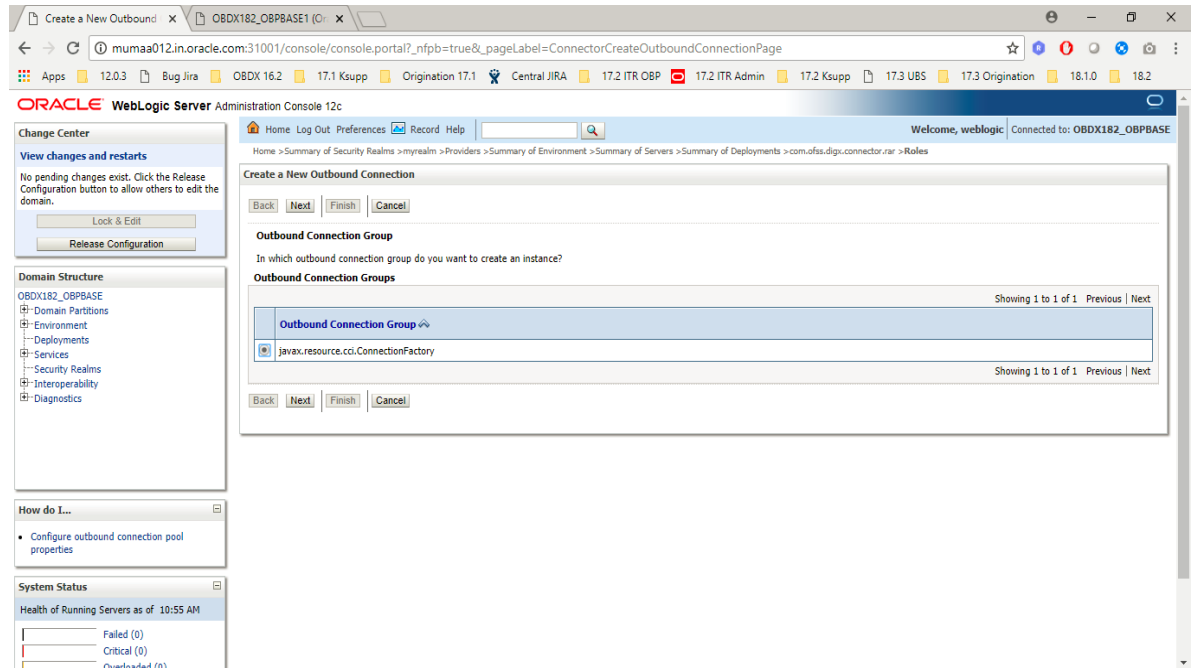 Create a New Outbound
OBDX182_OBPBASE1 (Or
mumaa012.in.oracle.com:31001/console/console.portal?_nfpb=true&_pageLabel=ConnectorCreateOutboundConnectionPage
Apps 12.0.3 Bug Jira OBDX 16.2 17.1 Ksupp Origination 17.1 Central JIRA 17.2 ITR OBP 17.2 ITR Admin 17.2 Ksupp 17.3 UBS 17.3 Origination 18.1.0 18.2
ORACLE WebLogic Server Administration Console 12c
Change Center
View changes and restarts
No pending changes exist. Click the Release
Configuration button to allow others to edit the
domain.
Lock & Edit
Release Configuration
Domain Structure
OBDX182_OBPBASE
Domain Partitions
Environment
Deployments
Services
Security Realms
Interoperability
Diagnostics
How do I...
Configure outbound connection pool
properties
System Status
Health of Running Servers as of 10:55 AM
Failed (0)
Critical (0)
Overloaded (0)
Home Log Out Preferences Record Help
Welcome, weblogic Connected to: OBDX182_OBPBASE
Home >Summary of Security Realms >myrealm >Providers >Summary of Environment >Summary of Servers >Summary of Deployments >com.ofss.digx.connector.rar >Roles
Create a New Outbound Connection
Back Next Finish Cancel
Outbound Connection Group
In which outbound connection group do you want to create an instance?
Outbound Connection Groups
Showing 1 to 1 of 1 Previous | Next
Outbound Connection Group
javax.resource.cci.ConnectionFactory
Showing 1 to 1 of 1 Previous | Next
Back Next Finish Cancel